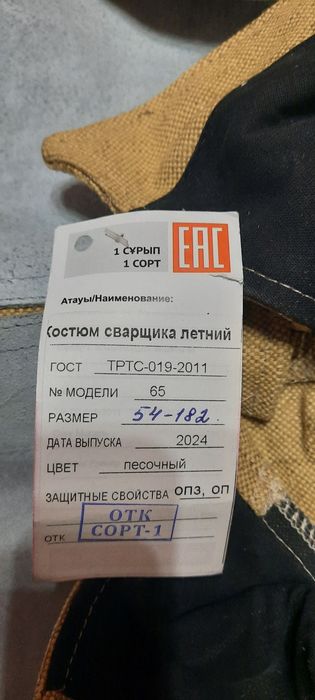 1 СҰРЫП
1 СОРТ
EAC
Атауы/Наименование:
Костюм сварщика летний
ГОСТ ТРТС-019-2011
№ МОДЕЛИ 65
РАЗМЕР 54-182
ДАТА ВЫПУСКА 2024
ЦВЕТ песочный
ЗАЩИТНЫЕ СВОЙСТВА ОПЗ, ОП
ОТК
СОРТ-1
ОТК